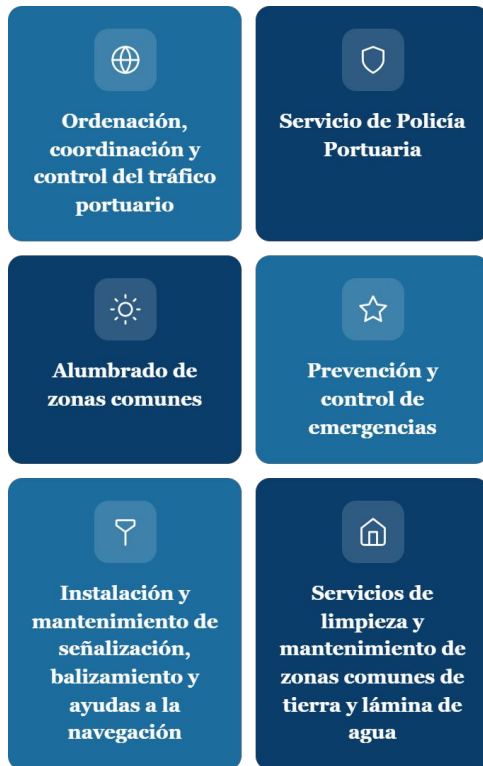 Ordenación,
coordinación y
control del tráfico
portuario
Servicio de Policía
Portuaria
Alumbrado de
zonas comunes
Prevención y
control de
emergencias
Instalación y
mantenimiento de
señalización,
balizamiento y
ayudas a la
navegación
Servicios de
limpieza y
mantenimiento de
zonas comunes de
tierra y lámina de
agua